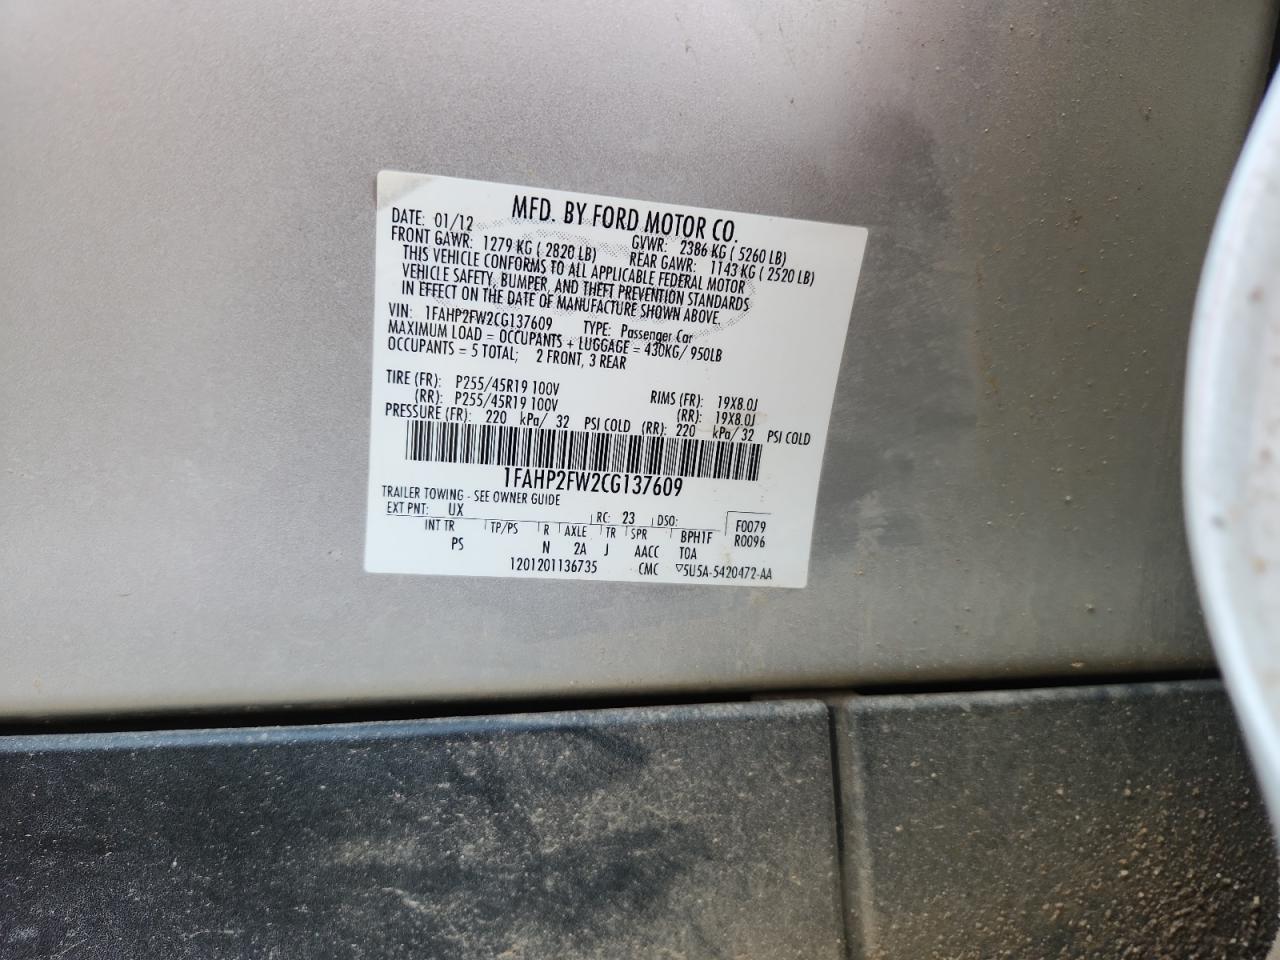 MFD. BY FORD MOTOR CO.
DATE: 01/12 GVWR: 2386 KG ( 5260 LB)
FRONT GAWR: 1279 KG ( 2820 LB) REAR GAWR: 1143 KG ( 2520 LB)
THIS VEHICLE CONFORMS TO ALL APPLICABLE FEDERAL MOTOR
VEHICLE SAFETY, BUMPER, AND THEFT PREVENTION STANDARDS
IN EFFECT ON THE DATE OF MANUFACTURE SHOWN ABOVE.
VIN: 1FAHP2FW2CG137609 TYPE: Passenger Car
MAXIMUM LOAD = OCCUPANTS + LUGGAGE = 430KG/ 950LB
OCCUPANTS = 5 TOTAL; 2 FRONT, 3 REAR
TIRE (FR): P255/45R19 100V RIMS (FR): 19X8.0J
(RR): P255/45R19 100V (RR): 19X8.0J
PRESSURE (FR): 220 kPa/ 32 PSI COLD (RR): 220 kPa/ 32 PSI COLD
1FAHP2FW2CG137609
TRAILER TOWING - SEE OWNER GUIDE
EXT PNT: UX RC: 23 DSO: F0079
INT TR TP/PS R AXLE TR SPR BPH1F R0096
PS N 2A J AACC TOA
1201201136735 CMC ▽5U5A-5420472-AA